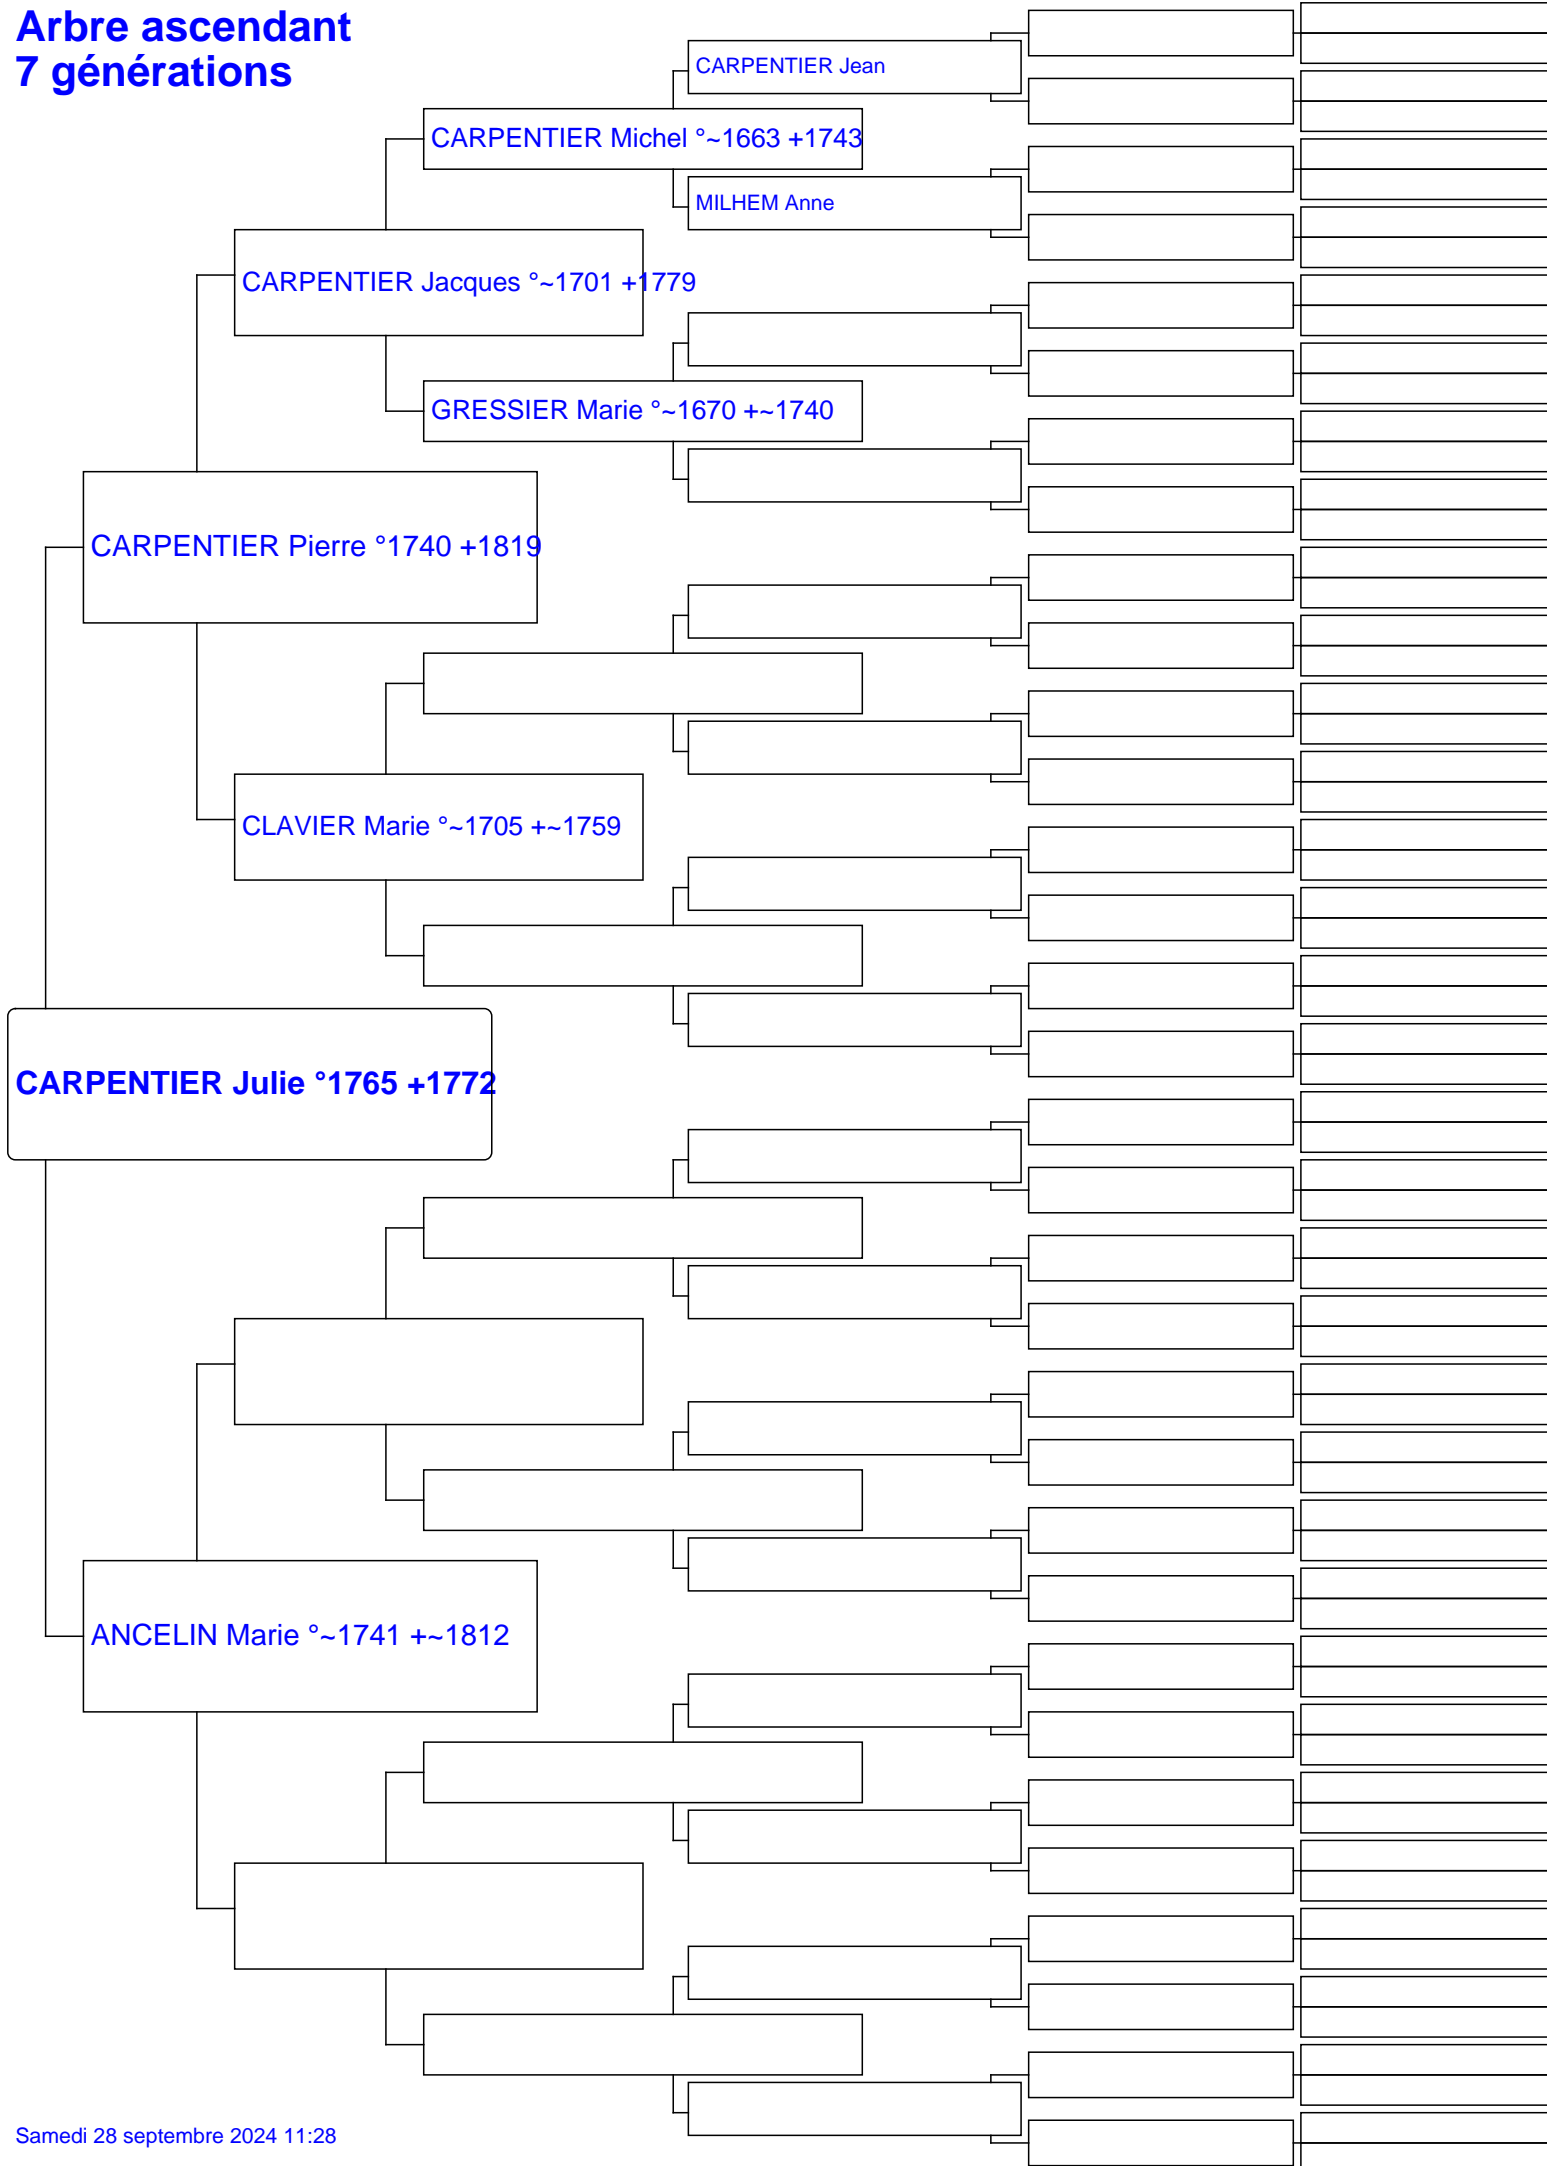 Arbre ascendant
7 générations
CARPENTIER Jean
CARPENTIER Michel °~1663 +1743
MILHEM Anne
CARPENTIER Jacques °~1701 +1779
GRESSIER Marie °~1670 +~1740
CARPENTIER Pierre °1740 +1819
CLAVIER Marie °~1705 +~1759
CARPENTIER Julie °1765 +1772
ANCELIN Marie °~1741 +~1812
Samedi 28 septembre 2024 11:28